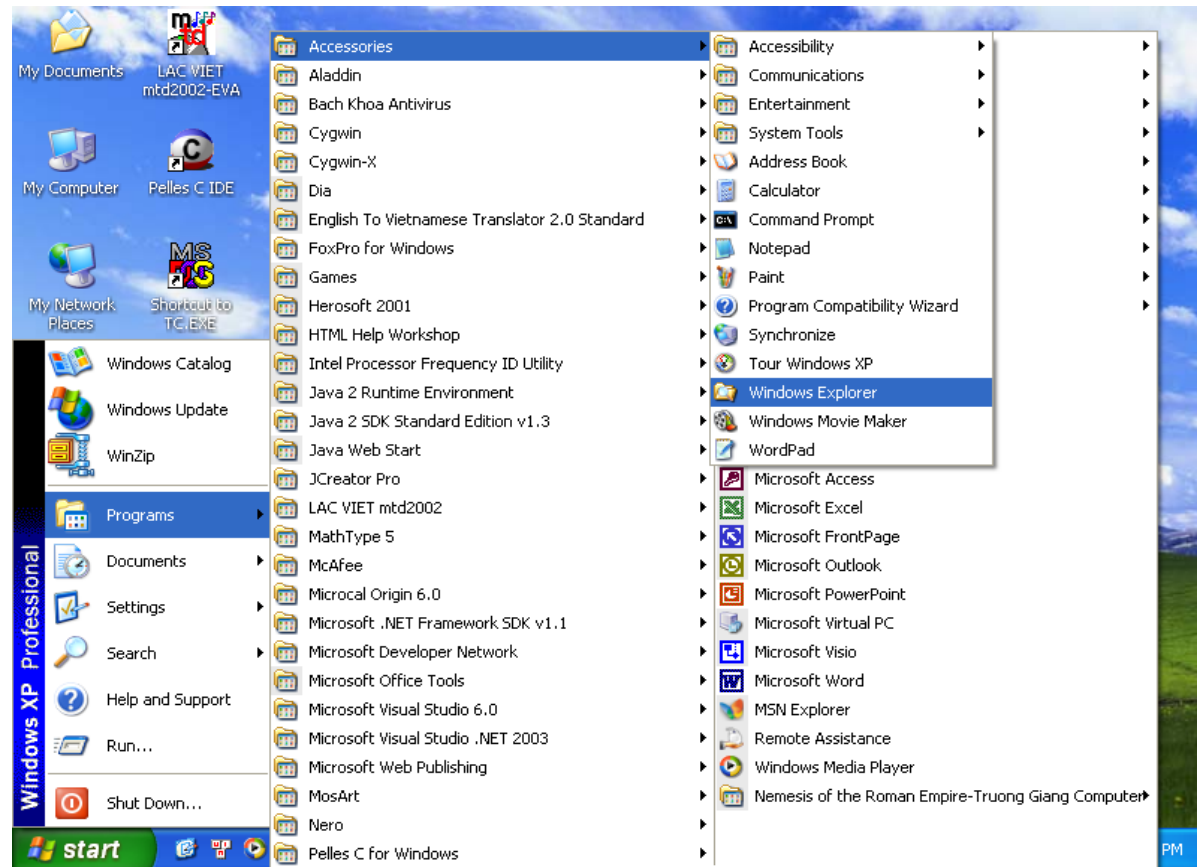 My Documents
LAC VIET
mtd2002-EVA
My Computer
Pelles C IDE
My Network
Places
Shortcut to
TC.EXE
Windows Catalog
Windows Update
WinZip
Programs
Documents
Settings
Search
Help and Support
Run...
Shut Down...
Windows XP Professional
start
Accessories
Aladdin
Bach Khoa Antivirus
Cygwin
Cygwin-X
Dia
English To Vietnamese Translator 2.0 Standard
FoxPro for Windows
Games
Herosoft 2001
HTML Help Workshop
Intel Processor Frequency ID Utility
Java 2 Runtime Environment
Java 2 SDK Standard Edition v1.3
Java Web Start
JCreator Pro
LAC VIET mtd2002
MathType 5
McAfee
Microcal Origin 6.0
Microsoft .NET Framework SDK v1.1
Microsoft Developer Network
Microsoft Office Tools
Microsoft Visual Studio 6.0
Microsoft Visual Studio .NET 2003
Microsoft Web Publishing
MosArt
Nero
Pelles C for Windows
Accessibility
Communications
Entertainment
System Tools
Address Book
Calculator
Command Prompt
Notepad
Paint
Program Compatibility Wizard
Synchronize
Tour Windows XP
Windows Explorer
Windows Movie Maker
WordPad
Microsoft Access
Microsoft Excel
Microsoft FrontPage
Microsoft Outlook
Microsoft PowerPoint
Microsoft Virtual PC
Microsoft Visio
Microsoft Word
MSN Explorer
Remote Assistance
Windows Media Player
Nemesis of the Roman Empire-Truong Giang Computer
PM